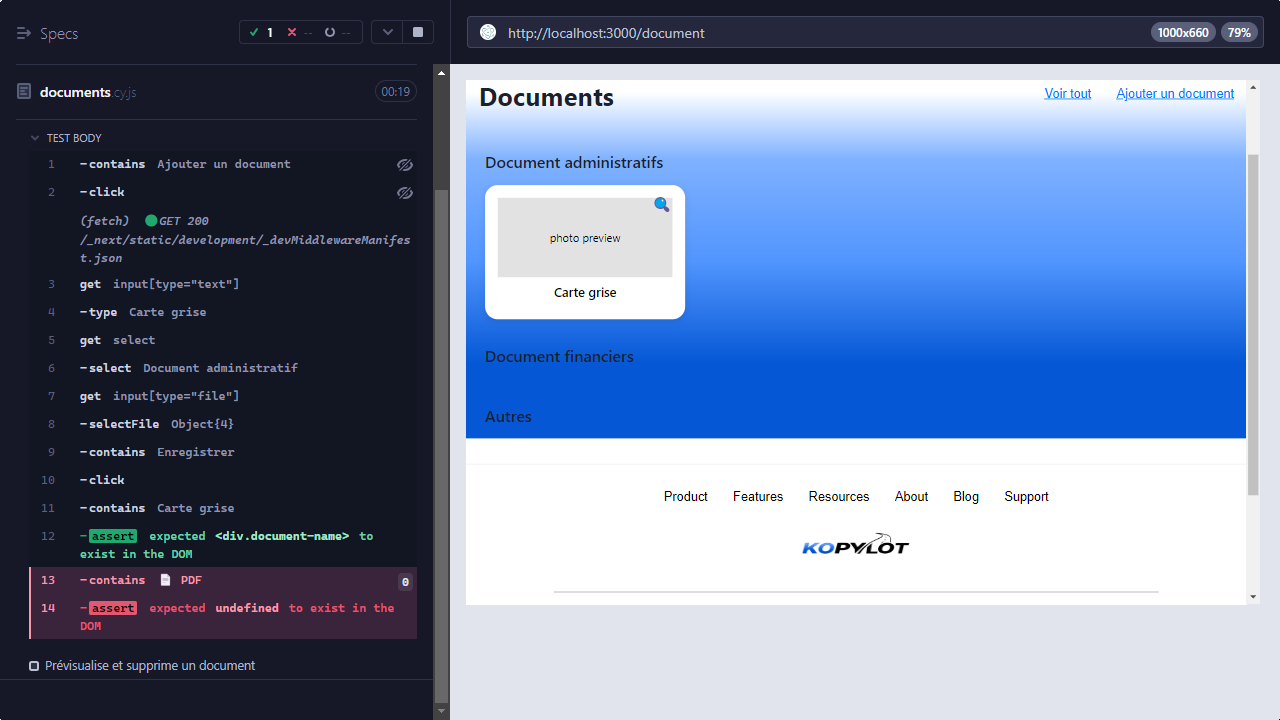 Specs
1 -- --
documents.cy.js
00:19
TEST BODY
1 -contains Ajouter un document
2 -click
(fetch) GET 200
/_next/static/development/_devMiddlewareManifes
t.json
3 get input[type="text"]
4 -type Carte grise
5 get select
6 -select Document administratif
7 get input[type="file"]
8 -selectFile Object{4}
9 -contains Enregistrer
10 -click
11 -contains Carte grise
12 -assert expected <div.document-name> to
exist in the DOM
13 -contains 📄 PDF 0
14 -assert expected undefined to exist in the
DOM
Prévisualise et supprime un document
http://localhost:3000/document
1000x660
79%
Documents
Voir tout
Ajouter un document
Document administratifs
photo preview
Carte grise
Document financiers
Autres
Product Features Resources About Blog Support
KOPYLOT